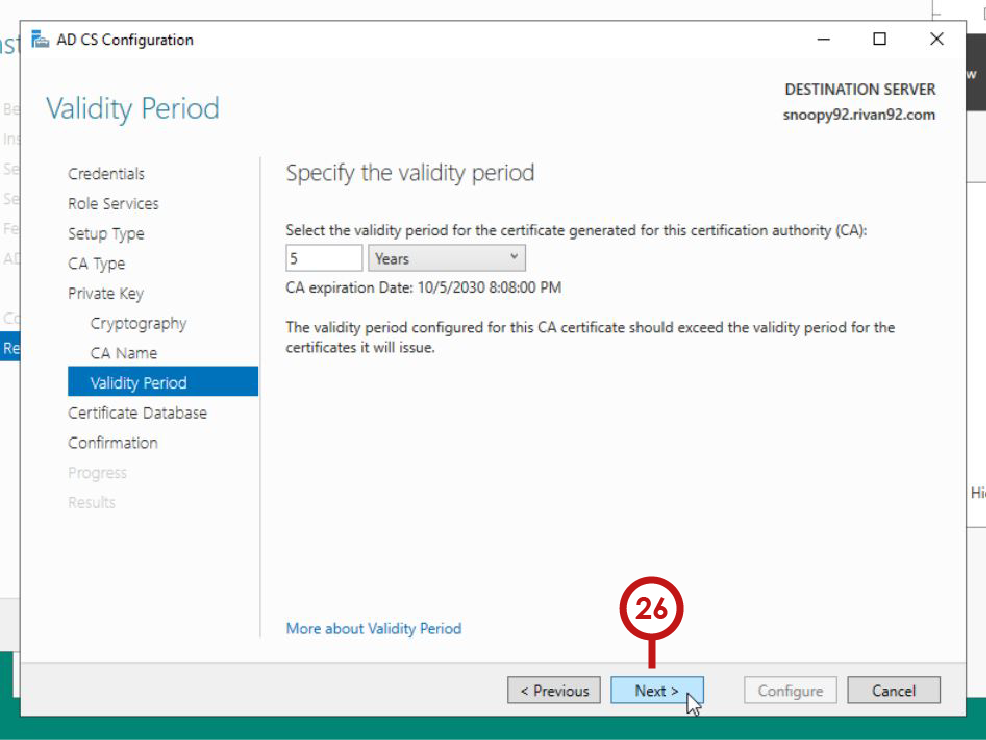 AD CS Configuration
Validity Period
DESTINATION SERVER
snoopy92.rivan92.com
Credentials
Role Services
Setup Type
CA Type
Private Key
Cryptography
CA Name
Validity Period
Certificate Database
Confirmation
Progress
Results
Specify the validity period
Select the validity period for the certificate generated for this certification authority (CA):
5 Years
CA expiration Date: 10/5/2030 8:08:00 PM
The validity period configured for this CA certificate should exceed the validity period for the
certificates it will issue.
More about Validity Period
26
< Previous Next > Configure Cancel